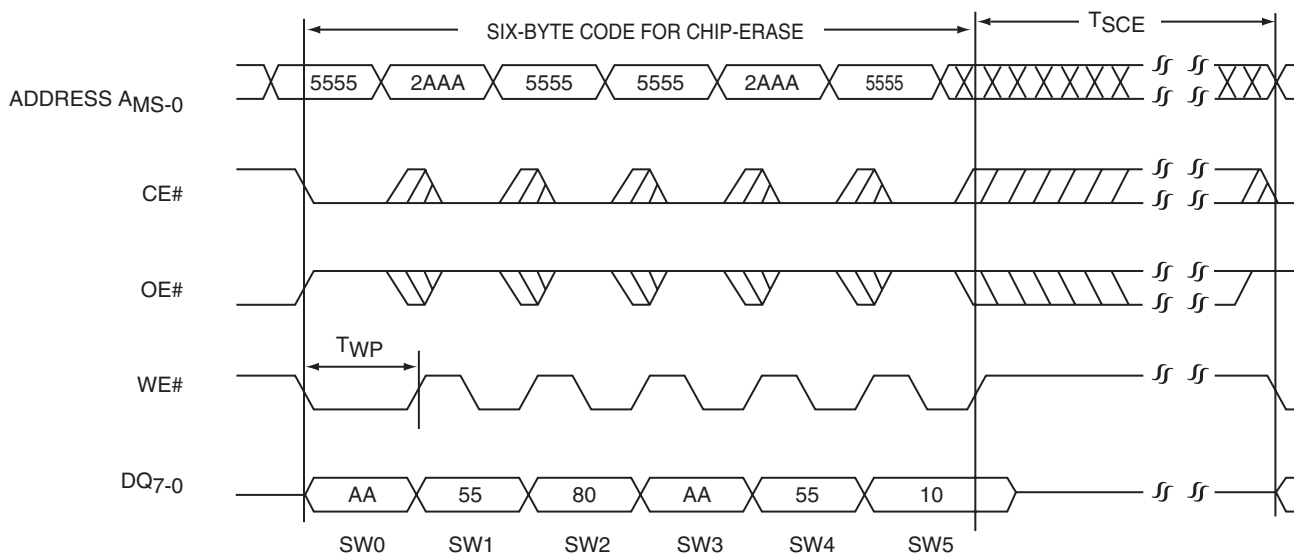 SIX-BYTE CODE FOR CHIP-ERASE TSCE
ADDRESS AMS-0 5555 2AAA 5555 5555 2AAA 5555
CE#
OE#
TWP
WE#
DQ7-0 AA 55 80 AA 55 10
SW0 SW1 SW2 SW3 SW4 SW5